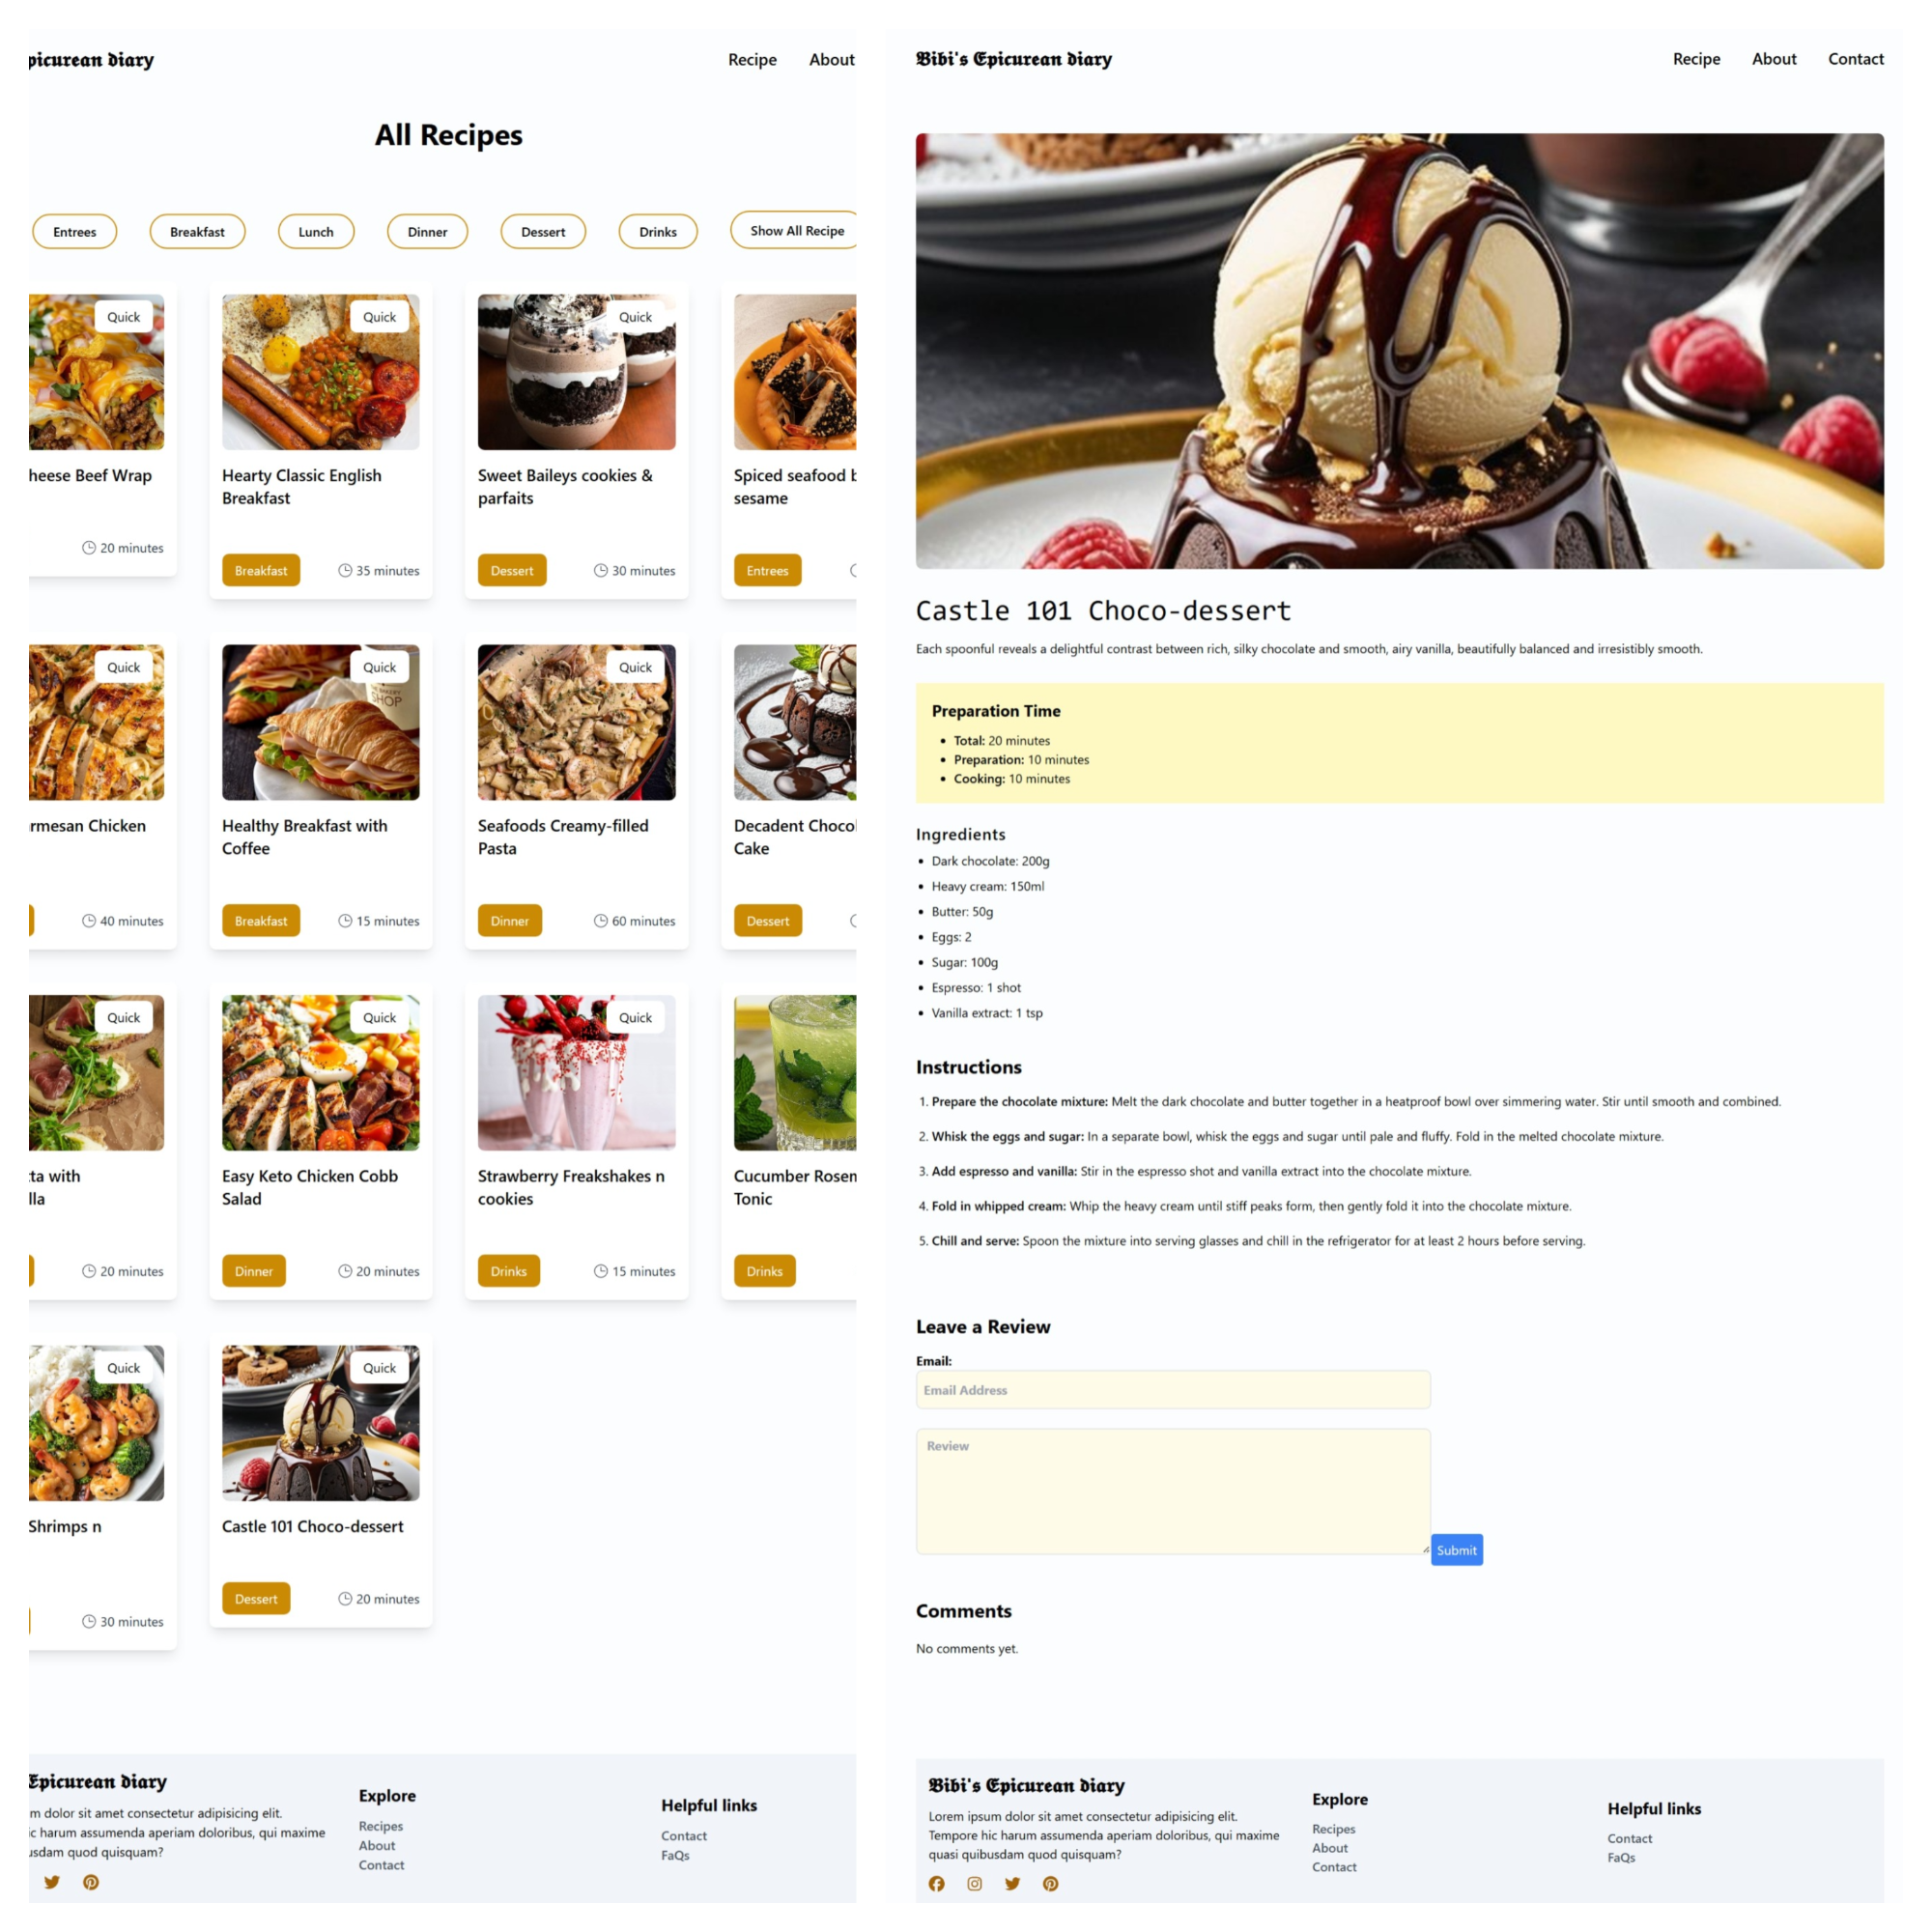 picurean diary
Recipe About
All Recipes
Entrees Breakfast Lunch Dinner Dessert Drinks Show All Recipe
Quick Quick Quick
heese Beef Wrap
Hearty Classic English
Breakfast
Sweet Baileys cookies &
parfaits
Spiced seafood b
sesame
20 minutes
Breakfast 35 minutes
Dessert 30 minutes
Entrees
Quick Quick Quick
BAKERY
SHOP
rmesan Chicken
Healthy Breakfast with
Coffee
Seafoods Creamy-filled
Pasta
Decadent Choco
Cake
40 minutes
Breakfast 15 minutes
Dinner 60 minutes
Dessert
Quick Quick Quick
ta with
lla
Easy Keto Chicken Cobb
Salad
Strawberry Freakshakes n
cookies
Cucumber Rosen
Tonic
20 minutes
Dinner 20 minutes
Drinks 15 minutes
Drinks
Quick Quick
Shrimps n
Castle 101 Choco-dessert
30 minutes
Dessert 20 minutes
Epicurean diary
m dolor sit amet consectetur adipisicing elit.
ic harum assumenda aperiam doloribus, qui maxime
usdam quod quisquam?
Explore
Recipes
About
Contact
Helpful links
Contact
FaQs
Bibi's Epicurean diary
Recipe About Contact
Castle 101 Choco-dessert
Each spoonful reveals a delightful contrast between rich, silky chocolate and smooth, airy vanilla, beautifully balanced and irresistibly smooth.
Preparation Time
Total: 20 minutes
Preparation: 10 minutes
Cooking: 10 minutes
Ingredients
Dark chocolate: 200g
Heavy cream: 150ml
Butter: 50g
Eggs: 2
Sugar: 100g
Espresso: 1 shot
Vanilla extract: 1 tsp
Instructions
1. Prepare the chocolate mixture: Melt the dark chocolate and butter together in a heatproof bowl over simmering water. Stir until smooth and combined.
2. Whisk the eggs and sugar: In a separate bowl, whisk the eggs and sugar until pale and fluffy. Fold in the melted chocolate mixture.
3. Add espresso and vanilla: Stir in the espresso shot and vanilla extract into the chocolate mixture.
4. Fold in whipped cream: Whip the heavy cream until stiff peaks form, then gently fold it into the chocolate mixture.
5. Chill and serve: Spoon the mixture into serving glasses and chill in the refrigerator for at least 2 hours before serving.
Leave a Review
Email:
Email Address
Review
Submit
Comments
No comments yet.
Bibi's Epicurean diary
Lorem ipsum dolor sit amet consectetur adipisicing elit.
Tempore hic harum assumenda aperiam doloribus, qui maxime
quasi quibusdam quod quisquam?
Explore
Recipes
About
Contact
Helpful links
Contact
FaQs